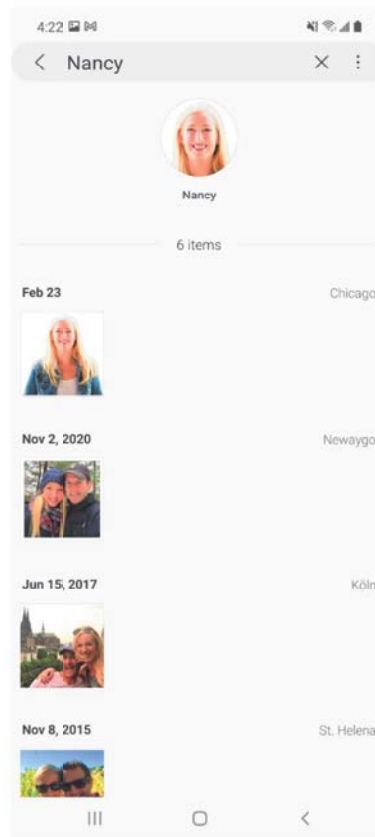 4:22
Nancy
Nancy
6 items
Feb 23 Chicago
Nov 2, 2020 Newaygo
Jun 15, 2017 Köln
Nov 8, 2015 St. Helena